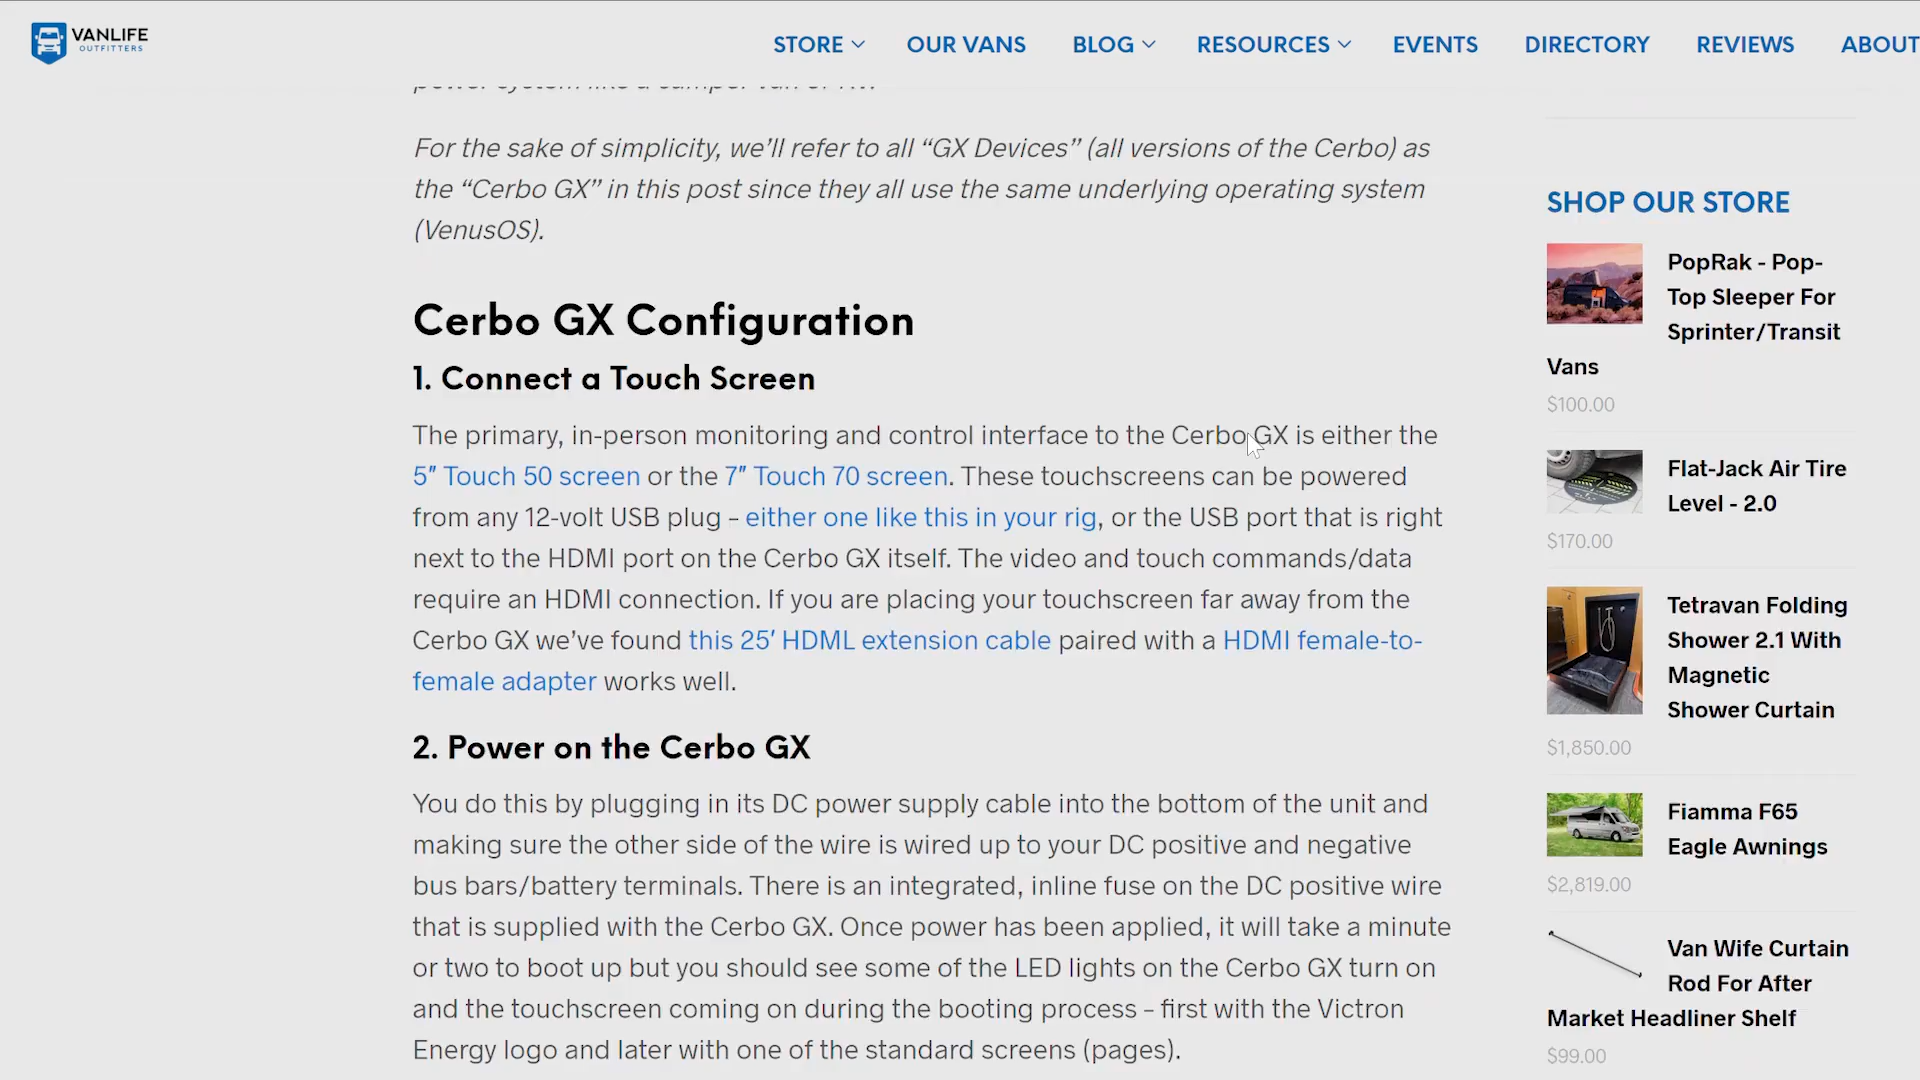 VANLIFE
OUTFITTERS
STORE OUR VANS BLOG RESOURCES EVENTS DIRECTORY REVIEWS ABOUT
For the sake of simplicity, we’ll refer to all “GX Devices” (all versions of the Cerbo) as
the “Cerbo GX” in this post since they all use the same underlying operating system
(VenusOS).
Cerbo GX Configuration
1. Connect a Touch Screen
The primary, in-person monitoring and control interface to the Cerbo GX is either the
5″ Touch 50 screen or the 7″ Touch 70 screen. These touchscreens can be powered
from any 12-volt USB plug – either one like this in your rig, or the USB port that is right
next to the HDMI port on the Cerbo GX itself. The video and touch commands/data
require an HDMI connection. If you are placing your touchscreen far away from the
Cerbo GX we’ve found this 25′ HDML extension cable paired with a HDMI female-to-
female adapter works well.
2. Power on the Cerbo GX
You do this by plugging in its DC power supply cable into the bottom of the unit and
making sure the other side of the wire is wired up to your DC positive and negative
bus bars/battery terminals. There is an integrated, inline fuse on the DC positive wire
that is supplied with the Cerbo GX. Once power has been applied, it will take a minute
or two to boot up but you should see some of the LED lights on the Cerbo GX turn on
and the touchscreen coming on during the booting process – first with the Victron
Energy logo and later with one of the standard screens (pages).
SHOP OUR STORE
PopRak - Pop-
Top Sleeper For
Sprinter/Transit
Vans
$100.00
Flat-Jack Air Tire
Level - 2.0
$170.00
Tetravan Folding
Shower 2.1 With
Magnetic
Shower Curtain
$1,850.00
Fiamma F65
Eagle Awnings
$2,819.00
Van Wife Curtain
Rod For After
Market Headliner Shelf
$99.00